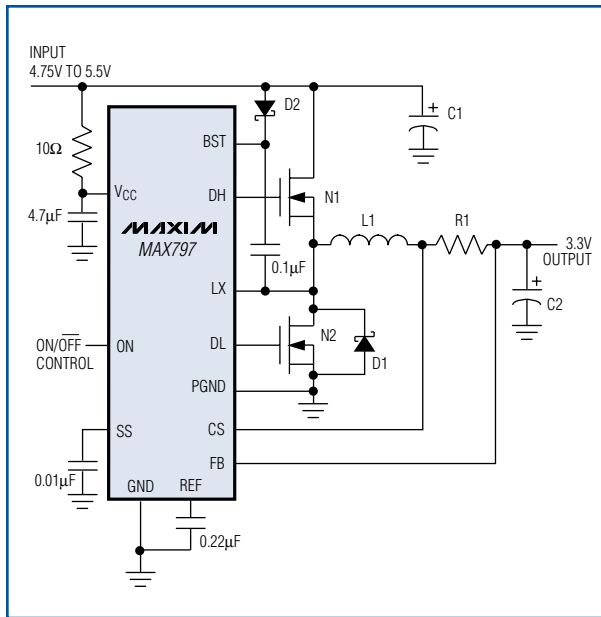 INPUT
4.75V TO 5.5V
D2
C1
+
BST
10Ω
DH
N1
VCC
MAXIM
MAX797
4.7µF
L1
R1
3.3V
OUTPUT
0.1µF
+
C2
LX
ON/O̅F̅F̅
CONTROL
ON
DL
N2
D1
PGND
SS
CS
FB
0.01µF
GND
REF
0.22µF